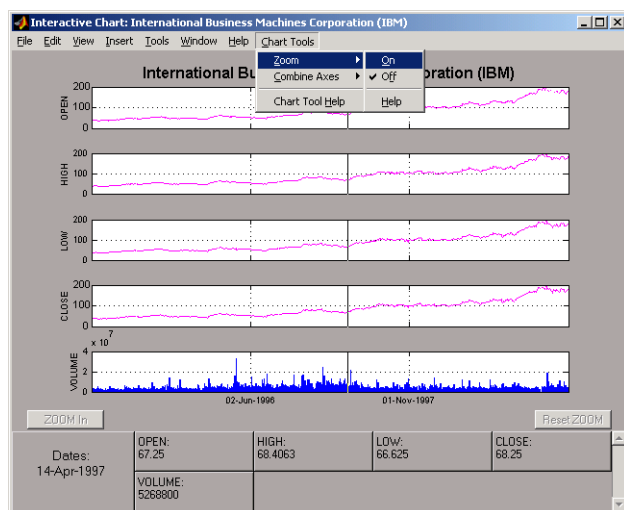 Interactive Chart: International Business Machines Corporation (IBM)
File Edit View Insert Tools Window Help Chart Tools
Zoom On
Combine Axes ✓ Off
Chart Tool Help Help
International Bu oration (IBM)
OPEN
200
100
0
HIGH
200
100
0
LOW
200
100
0
CLOSE
200
100
0
x 10^7
VOLUME
4
2
0
02-Jun-1996 01-Nov-1997
ZOOM In Reset ZOOM
Dates:
14-Apr-1997
OPEN:
67.25
HIGH:
68.4063
LOW:
66.625
CLOSE:
68.25
VOLUME:
5268800